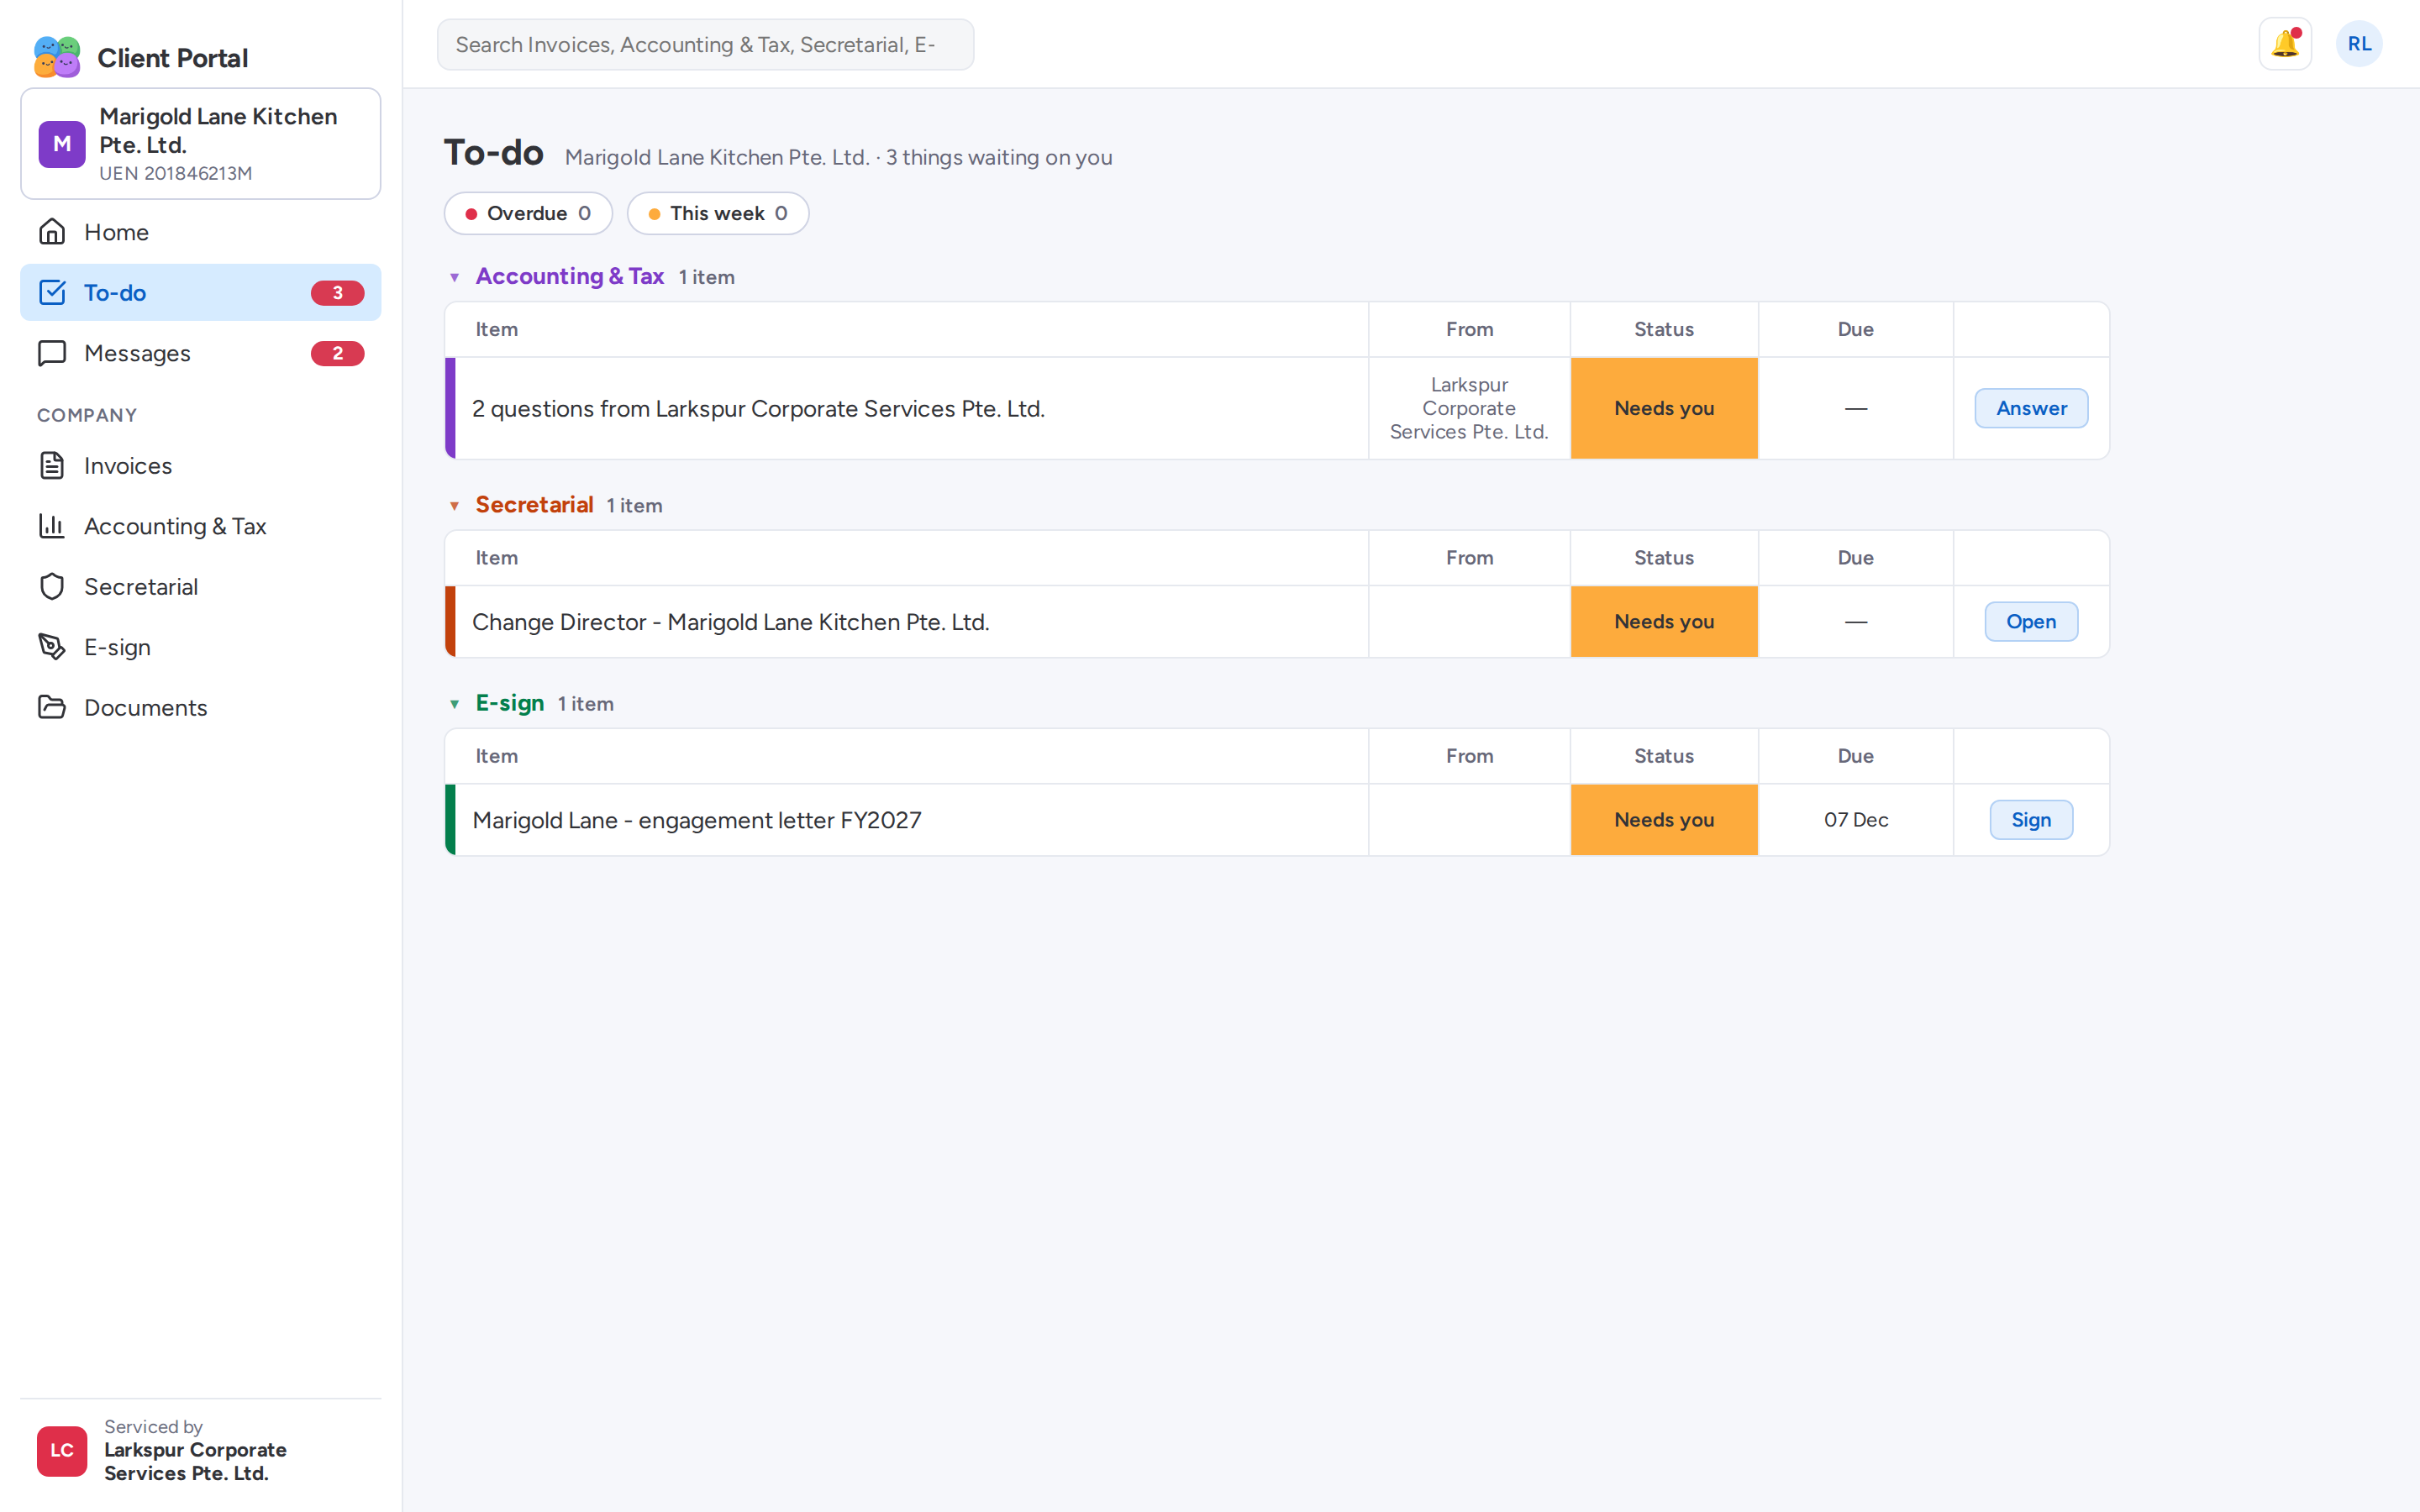 Client Portal
M
Marigold Lane Kitchen
Pte. Ltd.
UEN 201846213M
Home
To-do 3
Messages 2
COMPANY
Invoices
Accounting & Tax
Secretarial
E-sign
Documents
LC
Serviced by
Larkspur Corporate
Services Pte. Ltd.
Search Invoices, Accounting & Tax, Secretarial, E-
RL
To-do Marigold Lane Kitchen Pte. Ltd. · 3 things waiting on you
Overdue 0 This week 0
▼ Accounting & Tax 1 item
Item From Status Due
2 questions from Larkspur Corporate Services Pte. Ltd.
Larkspur
Corporate
Services Pte. Ltd.
Needs you — Answer
▼ Secretarial 1 item
Item From Status Due
Change Director - Marigold Lane Kitchen Pte. Ltd. Needs you — Open
▼ E-sign 1 item
Item From Status Due
Marigold Lane - engagement letter FY2027 Needs you 07 Dec Sign